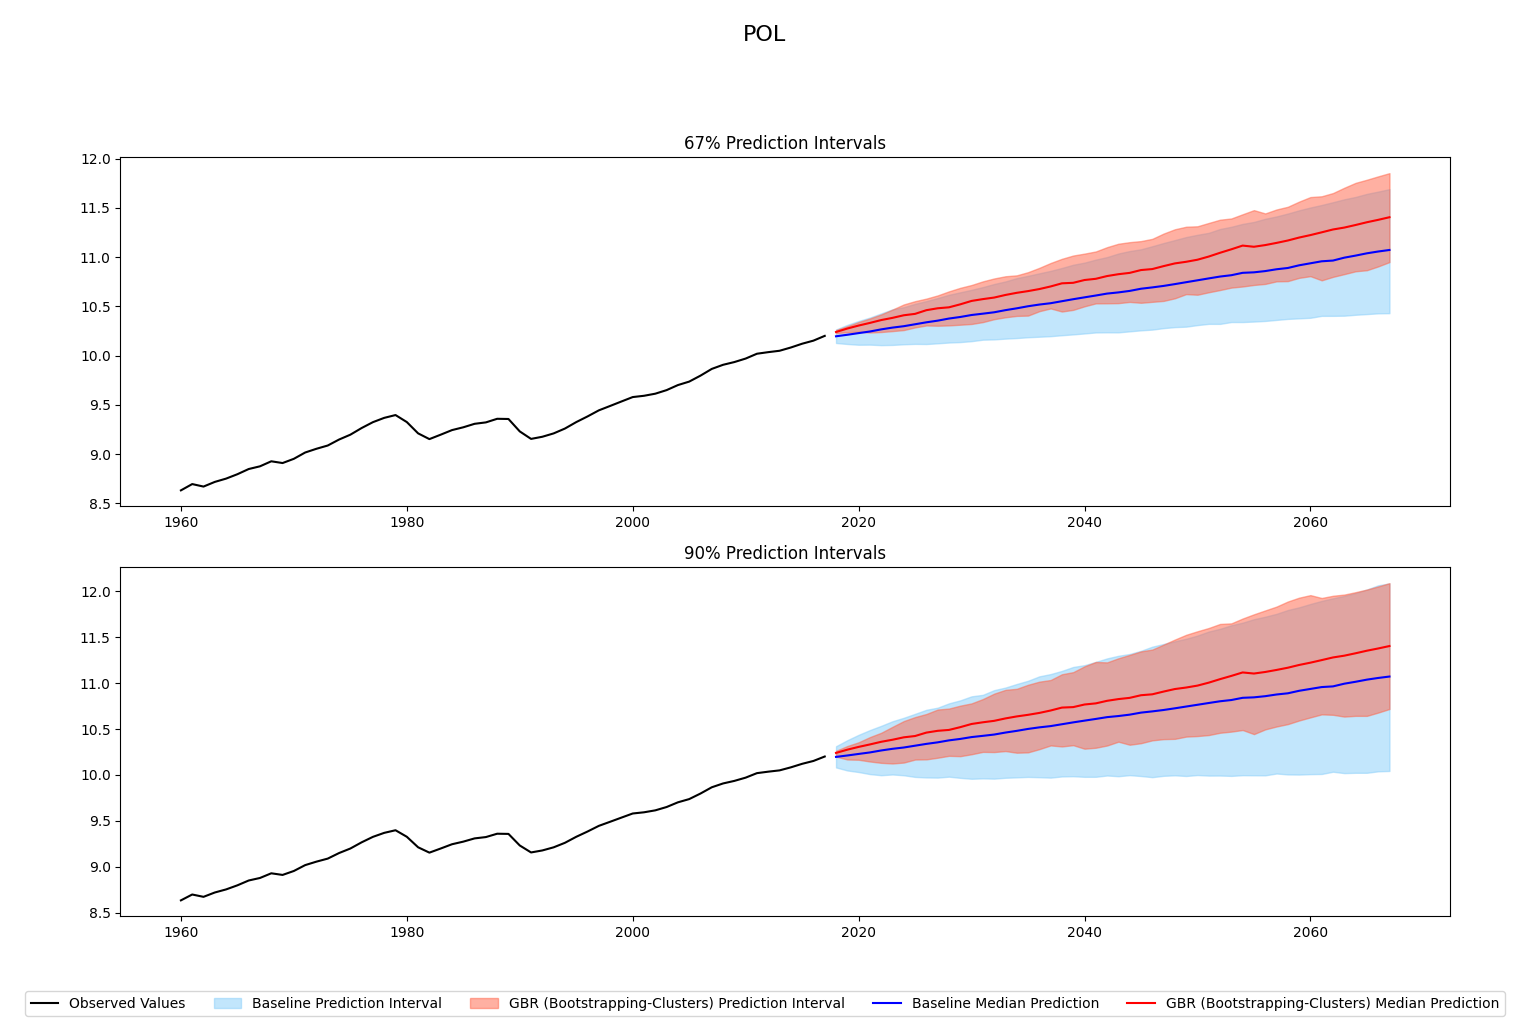 POL
67% Prediction Intervals
12.0
11.5
11.0
10.5
10.0
9.5
9.0
8.5
1960 1980 2000 2020 2040 2060
90% Prediction Intervals
12.0
11.5
11.0
10.5
10.0
9.5
9.0
8.5
1960 1980 2000 2020 2040 2060
Observed Values Baseline Prediction Interval GBR (Bootstrapping-Clusters) Prediction Interval Baseline Median Prediction GBR (Bootstrapping-Clusters) Median Prediction